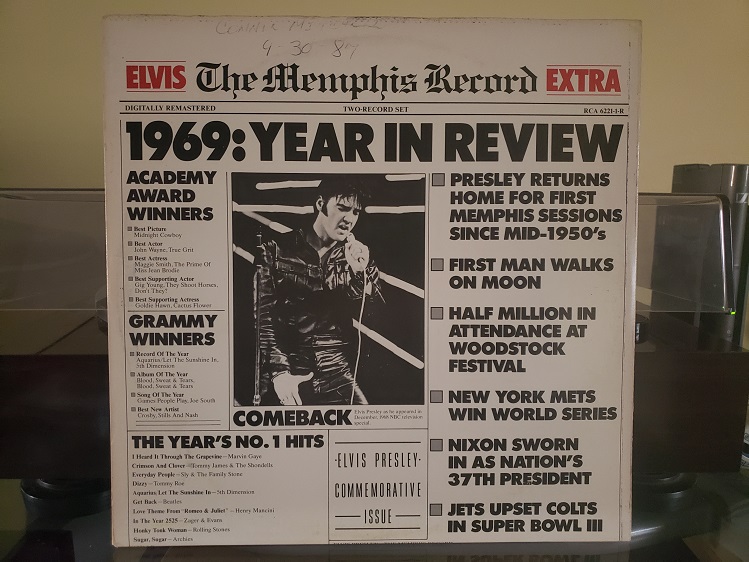 9 30 87
ELVIS The Memphis Record EXTRA
DIGITALLY REMASTERED TWO-RECORD SET RCA 6221-1-R
1969: YEAR IN REVIEW
ACADEMY
AWARD
WINNERS
Best Picture
Midnight Cowboy
Best Actor
John Wayne, True Grit
Best Actress
Maggie Smith, The Prime Of
Miss Jean Brodie
Best Supporting Actor
Gig Young, They Shoot Horses,
Don't They?
Best Supporting Actress
Goldie Hawn, Cactus Flower
GRAMMY
WINNERS
Record Of The Year
Aquarius/Let The Sunshine In,
5th Dimension
Album Of The Year
Blood, Sweat & Tears,
Blood, Sweat & Tears
Song Of The Year
Games People Play, Joe South
Best New Artist
Crosby, Stills And Nash
COMEBACK
Elvis Presley as he appeared in
December, 1968 NBC television
special.
PRESLEY RETURNS
HOME FOR FIRST
MEMPHIS SESSIONS
SINCE MID-1950's
FIRST MAN WALKS
ON MOON
HALF MILLION IN
ATTENDANCE AT
WOODSTOCK
FESTIVAL
NEW YORK METS
WIN WORLD SERIES
NIXON SWORN
IN AS NATION'S
37TH PRESIDENT
JETS UPSET COLTS
IN SUPER BOWL III
THE YEAR'S NO. 1 HITS
I Heard It Through The Grapevine – Marvin Gaye
Crimson And Clover – Tommy James & The Shondells
Everyday People – Sly & The Family Stone
Dizzy – Tommy Roe
Aquarius/Let The Sunshine In – 5th Dimension
Get Back – Beatles
Love Theme From "Romeo & Juliet" – Henry Mancini
In The Year 2525 – Zager & Evans
Honky Tonk Woman – Rolling Stones
Sugar, Sugar – Archies
ELVIS PRESLEY
COMMEMORATIVE
ISSUE